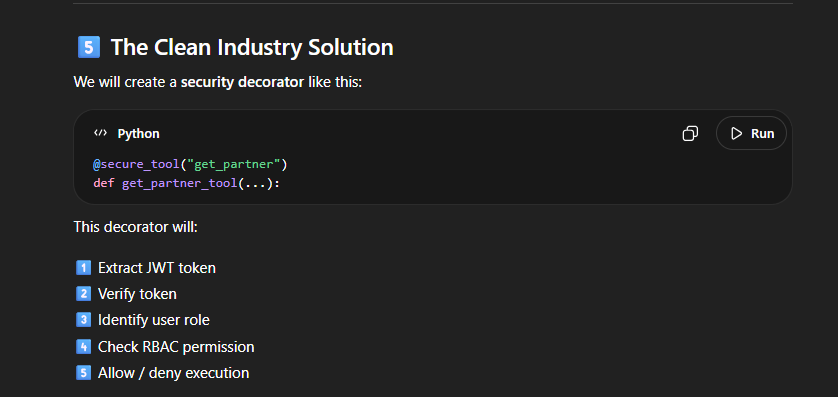 5 The Clean Industry Solution
We will create a security decorator like this:
</> Python Run
@secure_tool("get_partner")
def get_partner_tool(...):
This decorator will:
1 Extract JWT token
2 Verify token
3 Identify user role
4 Check RBAC permission
5 Allow / deny execution